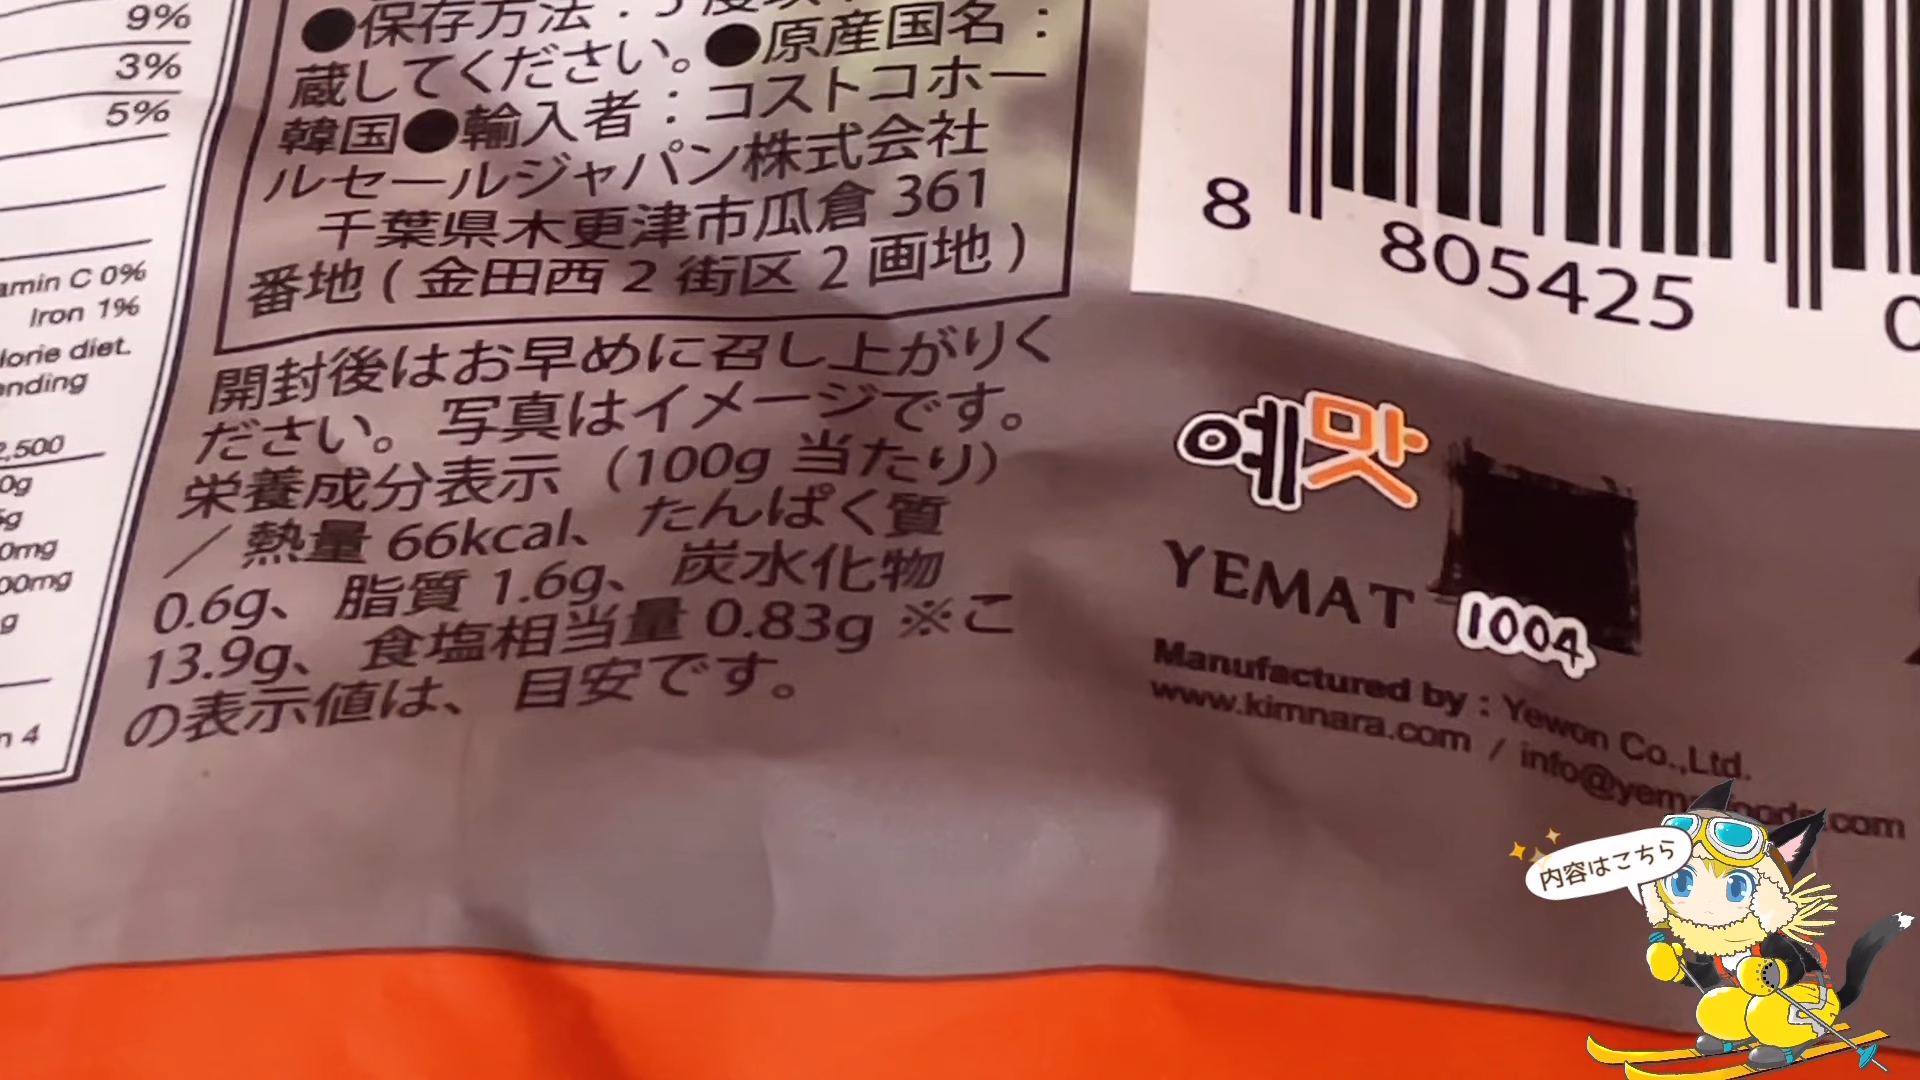 9%
3%
5%
amin C 0%
Iron 1%
lorie diet.
ending
2,500
0g
5g
0mg
00mg
g
n 4
●保存方法：5度以
蔵してください。●原産国名：
韓国●輸入者：コストコホー
ルセールジャパン株式会社
千葉県木更津市瓜倉 361
番地(金田西 2 街区 2 画地)
開封後はお早めに召し上がりく
ださい。写真はイメージです。
栄養成分表示（100g 当たり）
／熱量 66kcal、たんぱく質
0.6g、脂質 1.6g、炭水化物
13.9g、食塩相当量 0.83g ※こ
の表示値は、目安です。
8 805425 0
예맛
YEMAT
1004
Manufactured by : Yewon Co.,Ltd.
www.kimnara.com / info@yem
.com
内容はこちら